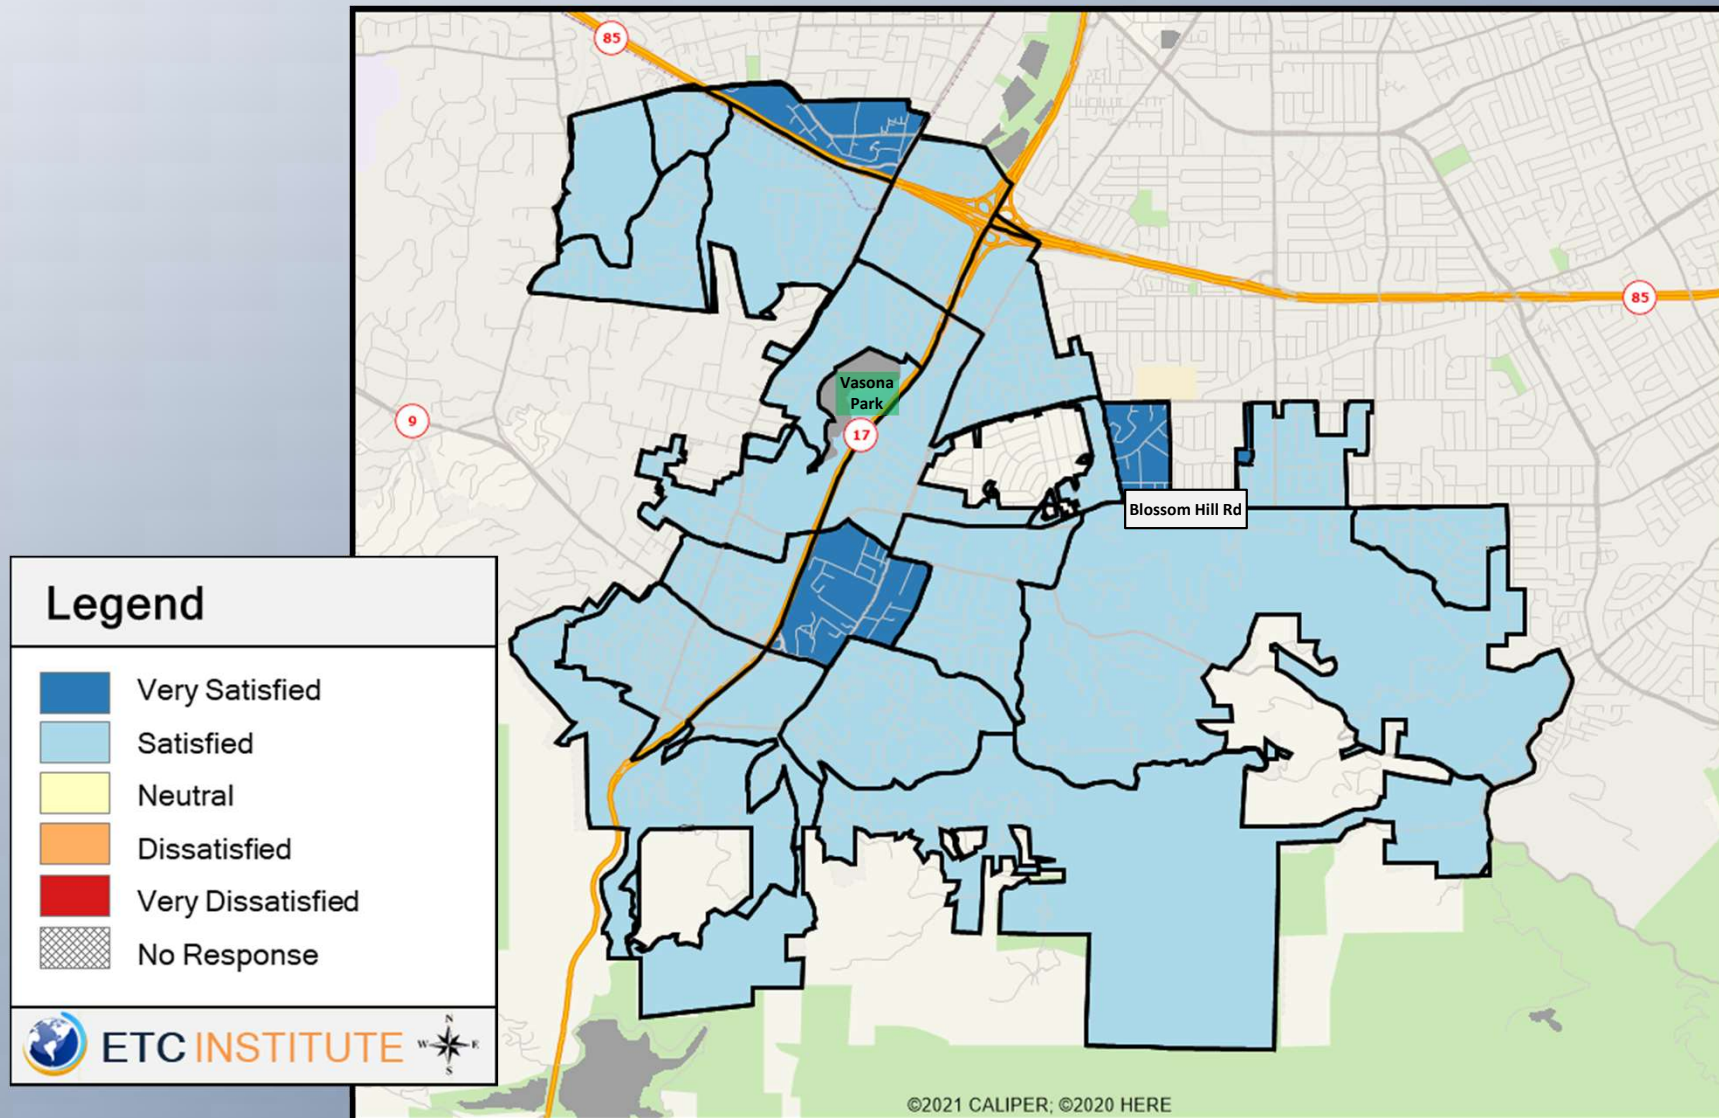 85
85
9
Vasona
Park
17
Blossom Hill Rd
Legend
Very Satisfied
Satisfied
Neutral
Dissatisfied
Very Dissatisfied
No Response
ETC INSTITUTE
N
W E
S
©2021 CALIPER; ©2020 HERE